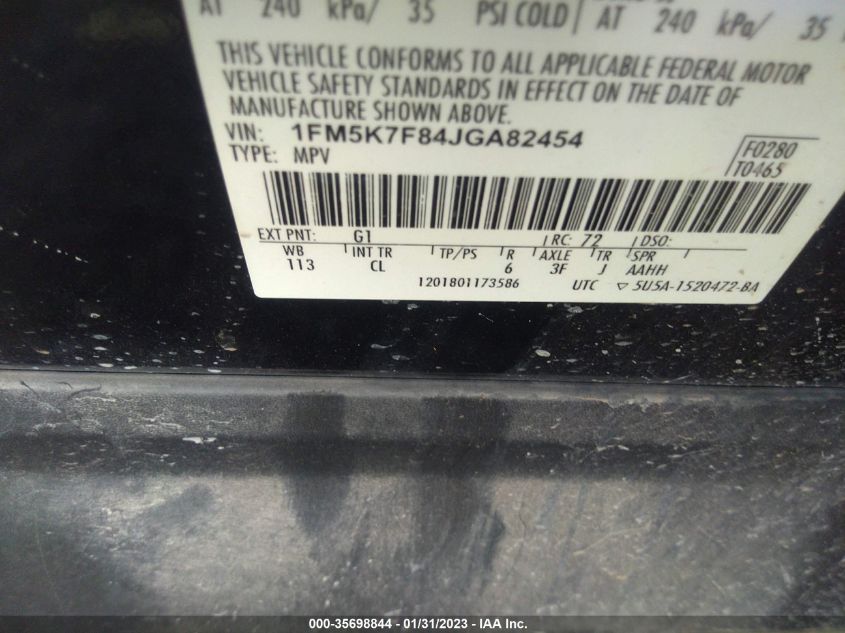 AT 240 kPa/ 35 PSI COLD AT 240 kPa/ 35
THIS VEHICLE CONFORMS TO ALL APPLICABLE FEDERAL MOTOR
VEHICLE SAFETY STANDARDS IN EFFECT ON THE DATE OF
MANUFACTURE SHOWN ABOVE.
VIN: 1FM5K7F84JGA82454
TYPE: MPV
F0280
T0465
EXT PNT: G1 RC: 72 DSO:
WB INT TR TP/PS R AXLE TR SPR
113 CL 6 3F J AAHH
1201801173586 UTC ▽ 5U5A-1520472-BA
000-35698844 - 01/31/2023 - IAA Inc.